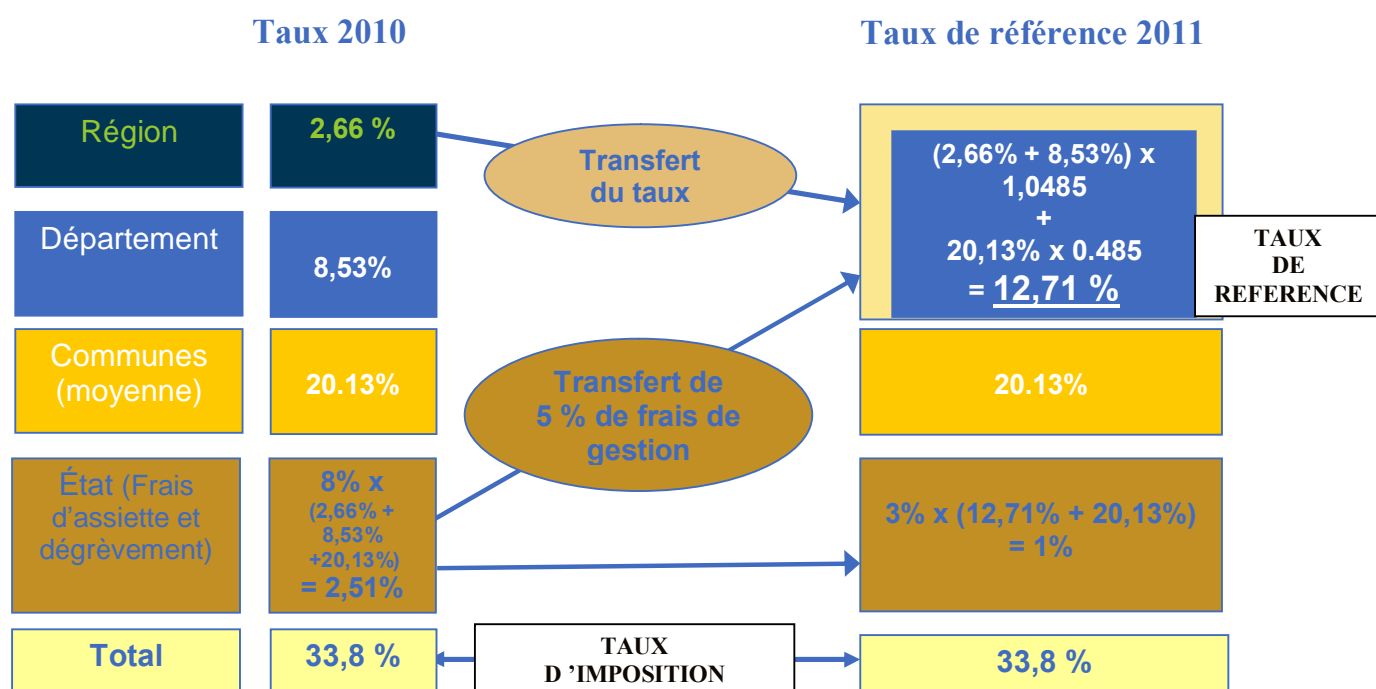 Taux 2010
Taux de référence 2011
Région
2,66 %
Transfert
du taux
(2,66% + 8,53%) x
1,0485
+
20,13% x 0.485
= 12,71 %
TAUX
DE
REFERENCE
Département
8,53%
Communes
(moyenne)
20.13%
Transfert de
5 % de frais de
gestion
20.13%
État (Frais
d’assiette et
dégrèvement)
8% x
(2,66% +
8,53%
+20,13%)
= 2,51%
3% x (12,71% + 20,13%)
= 1%
Total
33,8 %
TAUX
D ’IMPOSITION
33,8 %